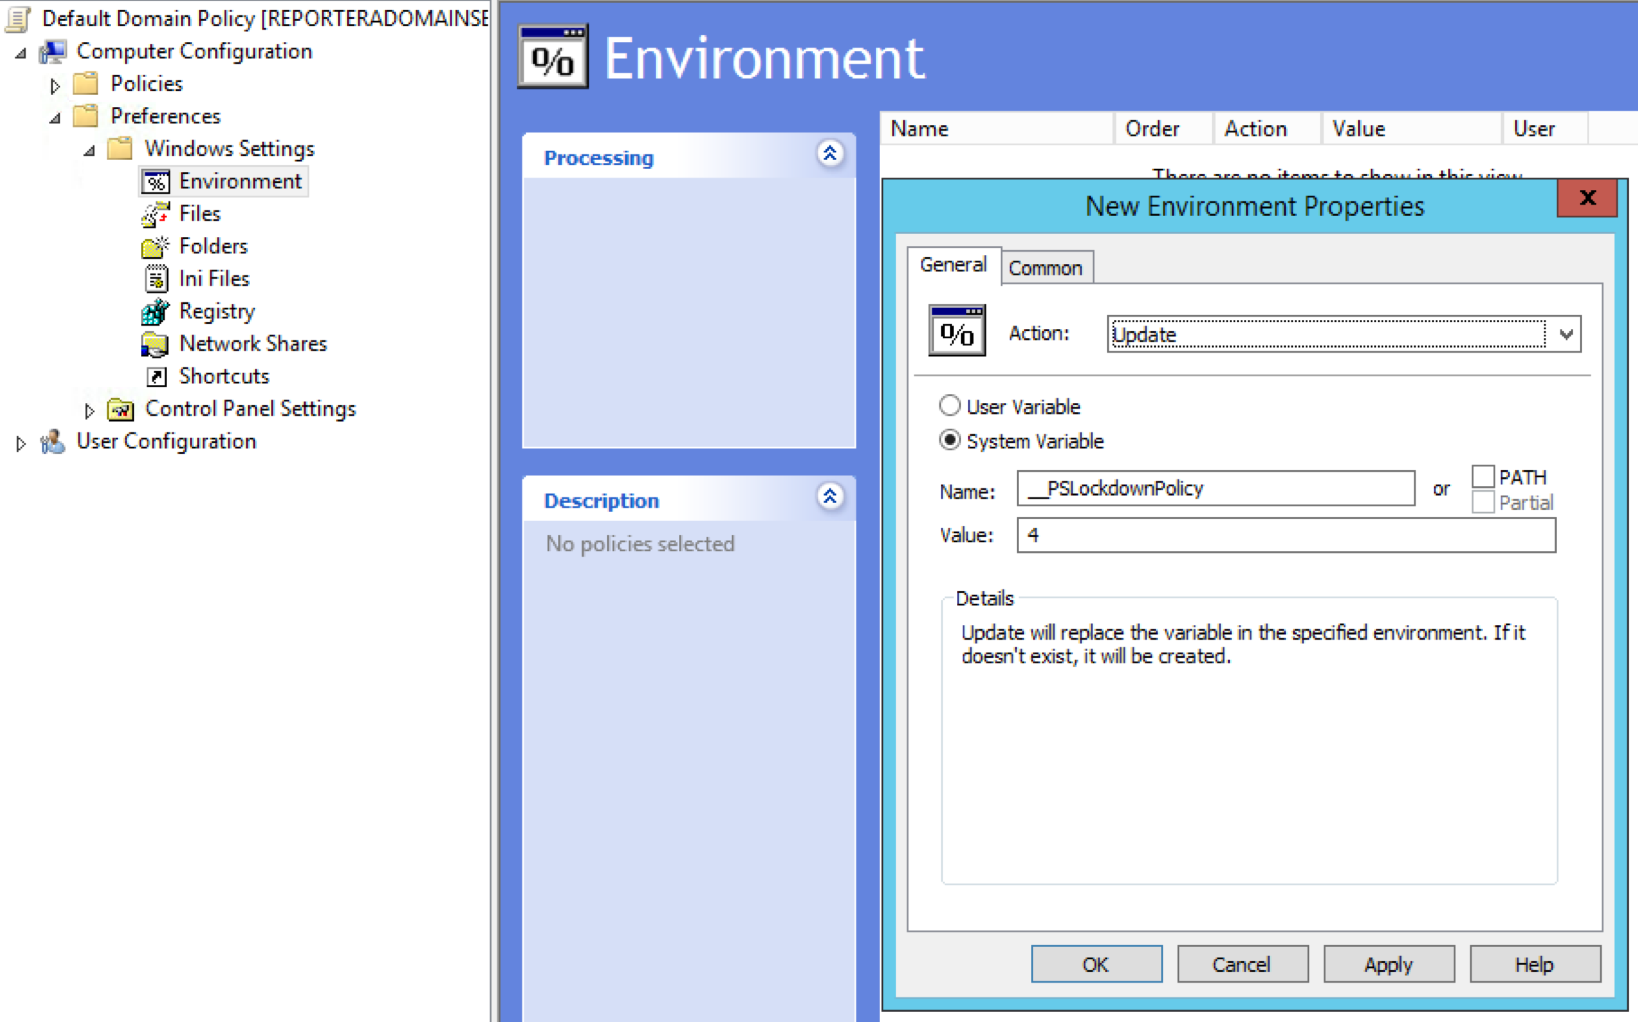 Default Domain Policy [REPORTERADOMAINSE
Computer Configuration
Policies
Preferences
Windows Settings
Environment
Files
Folders
Ini Files
Registry
Network Shares
Shortcuts
Control Panel Settings
User Configuration
% Environment
Processing
Description
No policies selected
Name Order Action Value User
There are no items to show in this view.
New Environment Properties
X
General Common
% Action: Update
User Variable
System Variable
Name: __PSLockdownPolicy or PATH
Partial
Value: 4
Details
Update will replace the variable in the specified environment. If it
doesn't exist, it will be created.
OK Cancel Apply Help